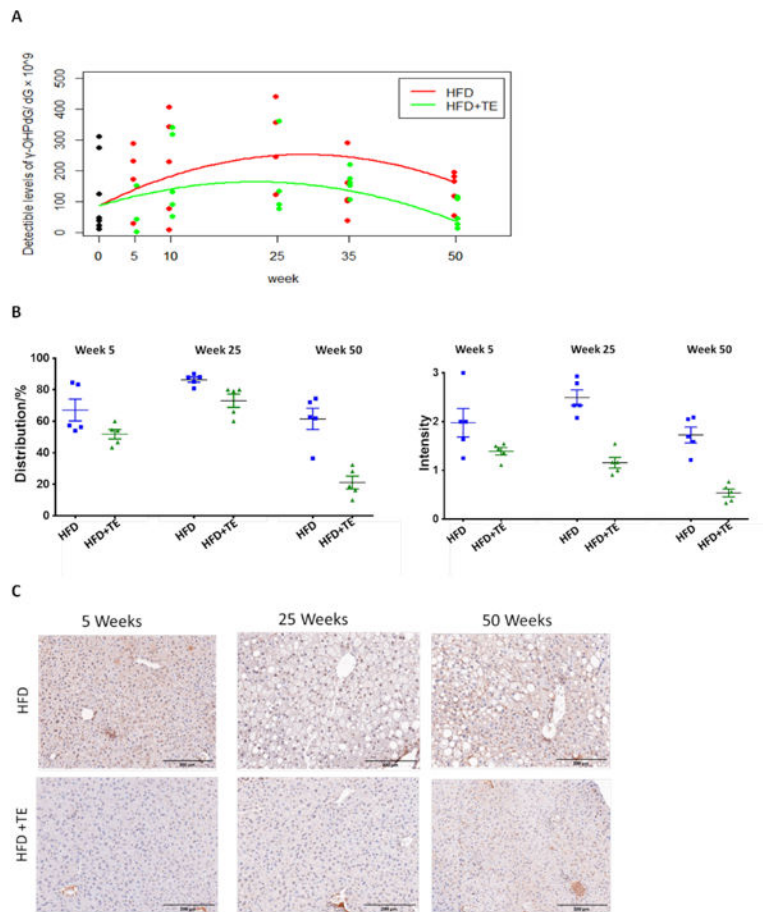 A
Detectible levels of γ-OHPdG/ dG × 10^9
500
400
300
200
100
0
HFD
HFD+TE
0
5
10
25
35
50
week
B
Week 5
Week 25
Week 50
Distribution/%
100
80
60
40
20
0
HFD
HFD+TE
HFD
HFD+TE
HFD
HFD+TE
Week 5
Week 25
Week 50
Intensity
3
2
1
0
HFD
HFD+TE
HFD
HFD+TE
HFD
HFD+TE
C
5 Weeks
25 Weeks
50 Weeks
HFD
HFD +TE